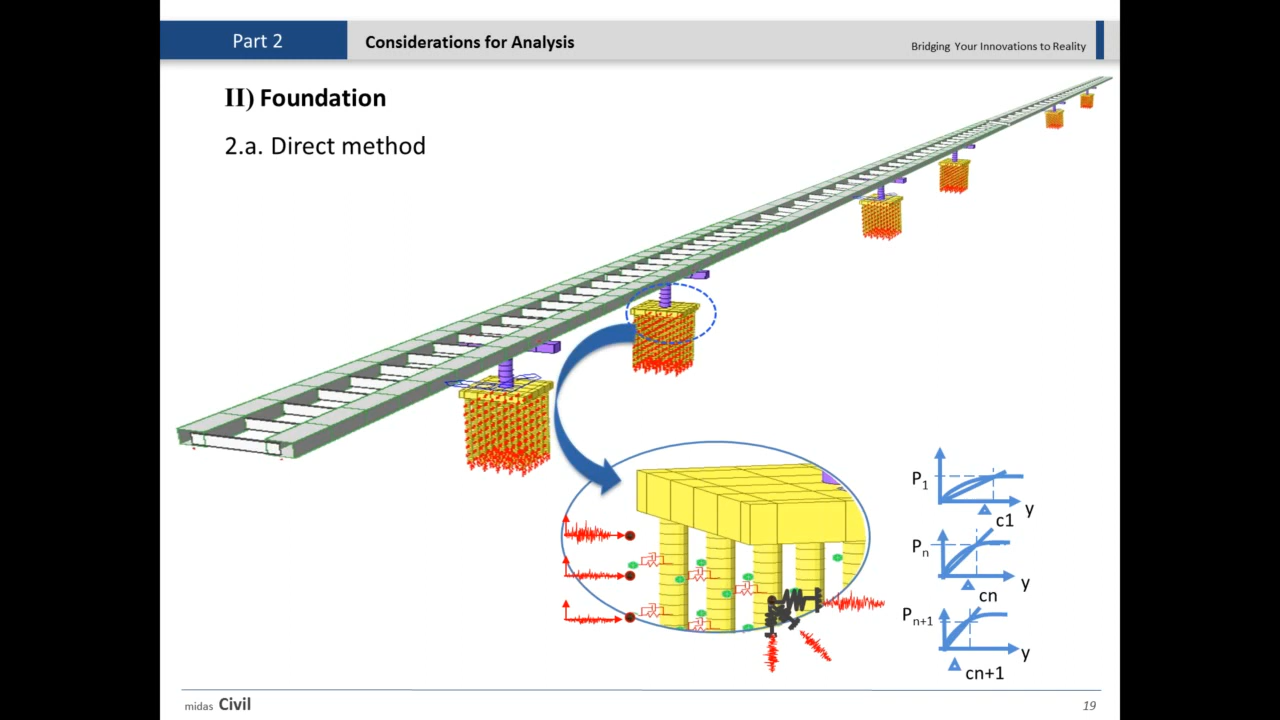 Part 2
Considerations for Analysis
Bridging Your Innovations to Reality
II) Foundation
2.a. Direct method
P1
y
c1
Pn
y
cn
Pn+1
y
cn+1
midas Civil
19